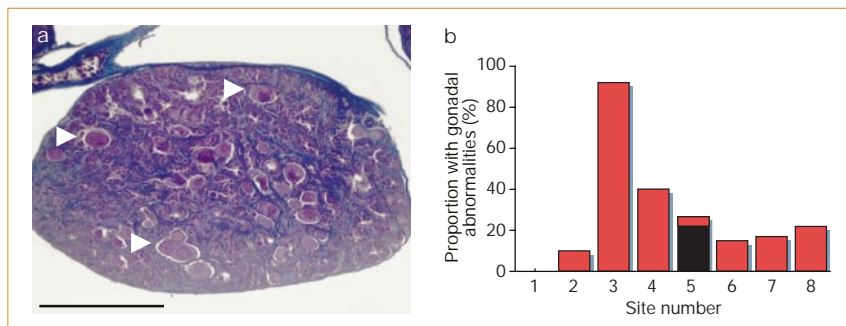 a
b
Proportion with gonadal
abnormalities (%)
100
80
60
40
20
0
1 2 3 4 5 6 7 8
Site number